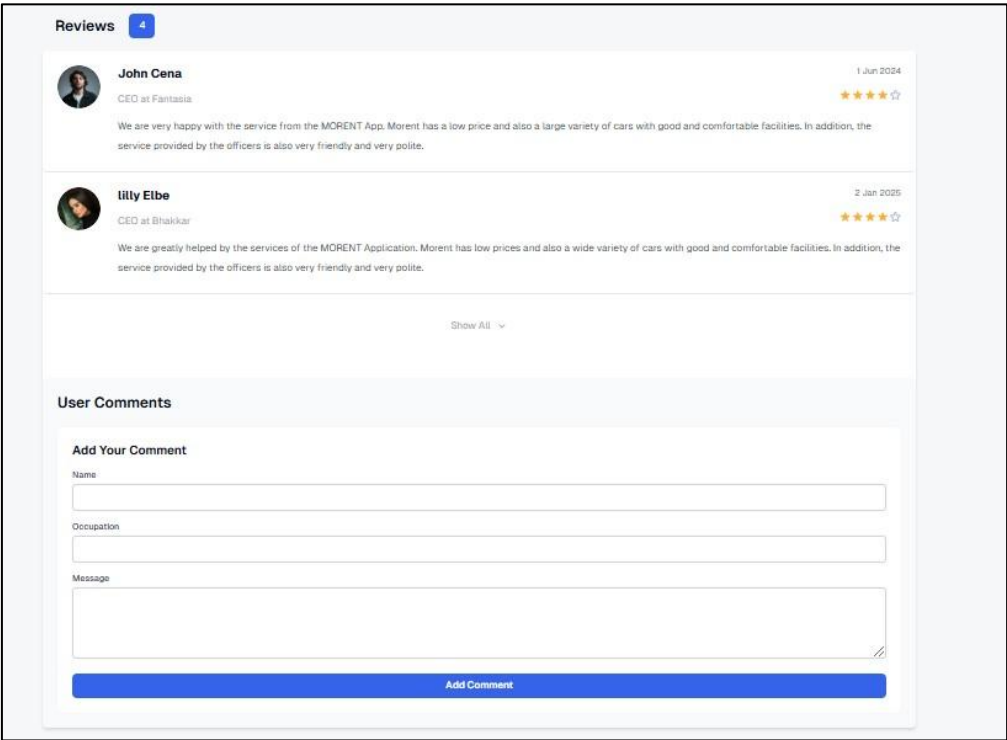 Reviews 4
John Cena 1 Jun 2024
CEO at Fantasia
We are very happy with the service from the MORENT App. Morent has a low price and also a large variety of cars with good and comfortable facilities. In addition, the
service provided by the officers is also very friendly and very polite.
lilly Elbe 2 Jan 2025
CEO at Bhakkar
We are greatly helped by the services of the MORENT Application. Morent has low prices and also a wide variety of cars with good and comfortable facilities. In addition, the
service provided by the officers is also very friendly and very polite.
Show All
User Comments
Add Your Comment
Name
Occupation
Message
Add Comment